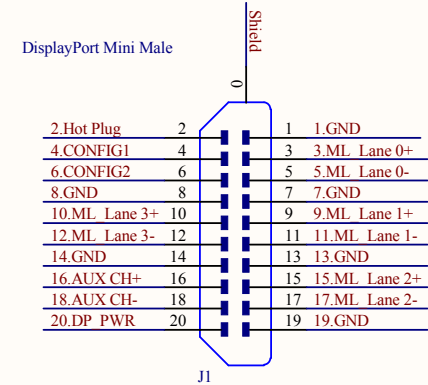 Shield
DisplayPort Mini Male
0
2.Hot Plug 2 1 1.GND
4.CONFIG1 4 3 3.ML_Lane 0+
6.CONFIG2 6 5 5.ML_Lane 0-
8.GND 8 7 7.GND
10.ML_Lane 3+ 10 9 9.ML_Lane 1+
12.ML_Lane 3- 12 11 11.ML_Lane 1-
14.GND 14 13 13.GND
16.AUX CH+ 16 15 15.ML_Lane 2+
18.AUX CH- 18 17 17.ML_Lane 2-
20.DP_PWR 20 19 19.GND
J1